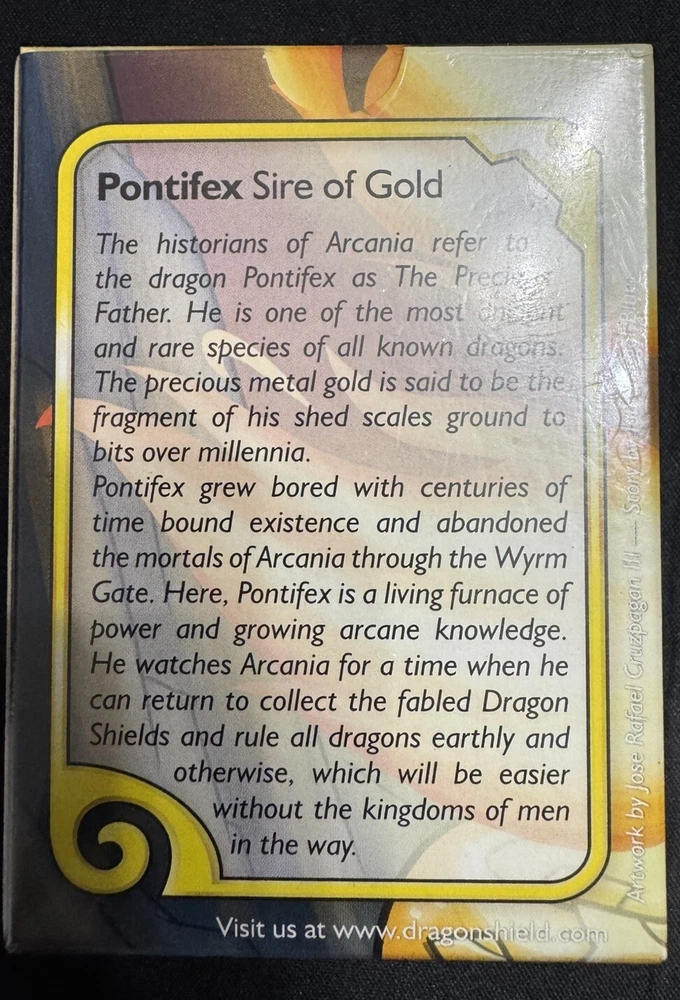 Pontifex Sire of Gold
The historians of Arcania refer to
the dragon Pontifex as The Precious
Father. He is one of the most ancient
and rare species of all known dragons.
The precious metal gold is said to be the
fragment of his shed scales ground to
bits over millennia.
Pontifex grew bored with centuries of
time bound existence and abandoned
the mortals of Arcania through the Wyrm
Gate. Here, Pontifex is a living furnace of
power and growing arcane knowledge.
He watches Arcania for a time when he
can return to collect the fabled Dragon
Shields and rule all dragons earthly and
otherwise, which will be easier
without the kingdoms of men
in the way.
Visit us at www.dragonshield.com
Artwork by Jose Rafael Cruzpagan III — Story by